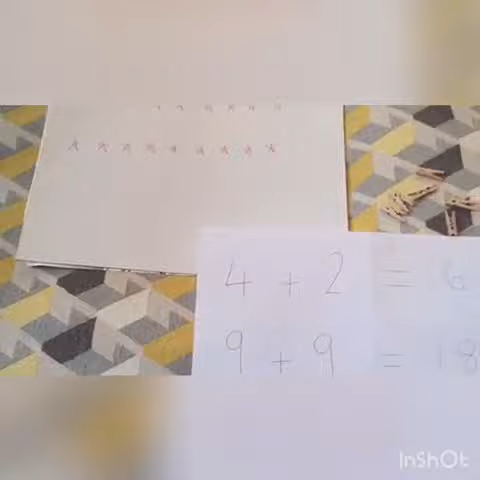 4 + 2 = 6
9 + 9 = 18
InShOt